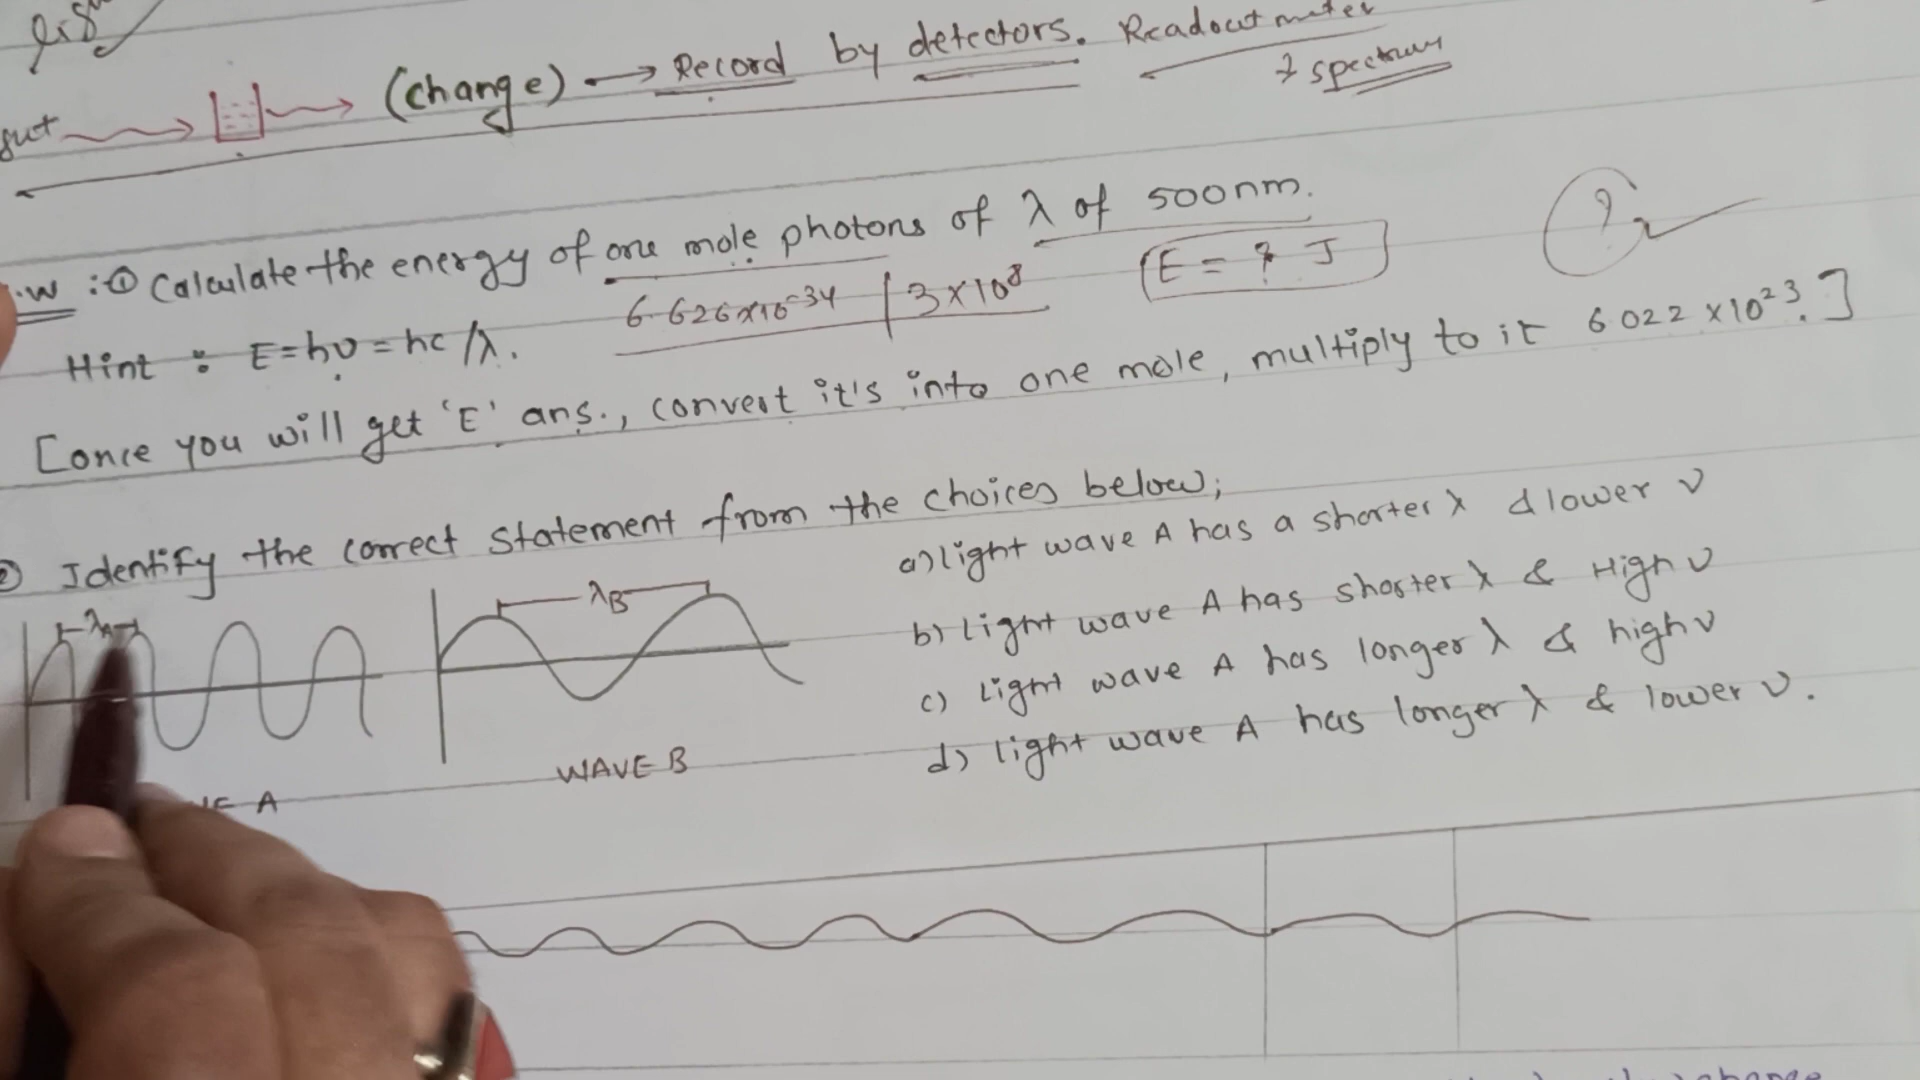 (change) → Record by detectors. Readout meter
& spectrum
.W :① Calculate the energy of one mole photons of λ of 500nm.
Hint : E=hυ = hc/λ. 6.626×10-34 / 3×10⁸ E = ? J
[once you will get 'E' ans., convert it's into one mole, multiply to it 6.022 ×10²³.]
② Identify the correct statement from the choices below;
a) light wave A has a shorter λ & lower ν
b) Light wave A has shorter λ & High ν
c) Light wave A has longer λ & high ν
d) light wave A has longer λ & lower ν.
λA λB
WAVE B
A